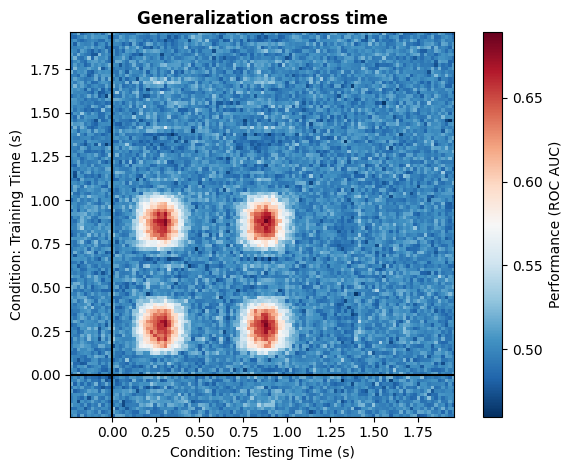 Generalization across time
Condition: Training Time (s)
1.75
1.50
1.25
1.00
0.75
0.50
0.25
0.00
0.00 0.25 0.50 0.75 1.00 1.25 1.50 1.75
Condition: Testing Time (s)
0.65
0.60
0.55
0.50
Performance (ROC AUC)